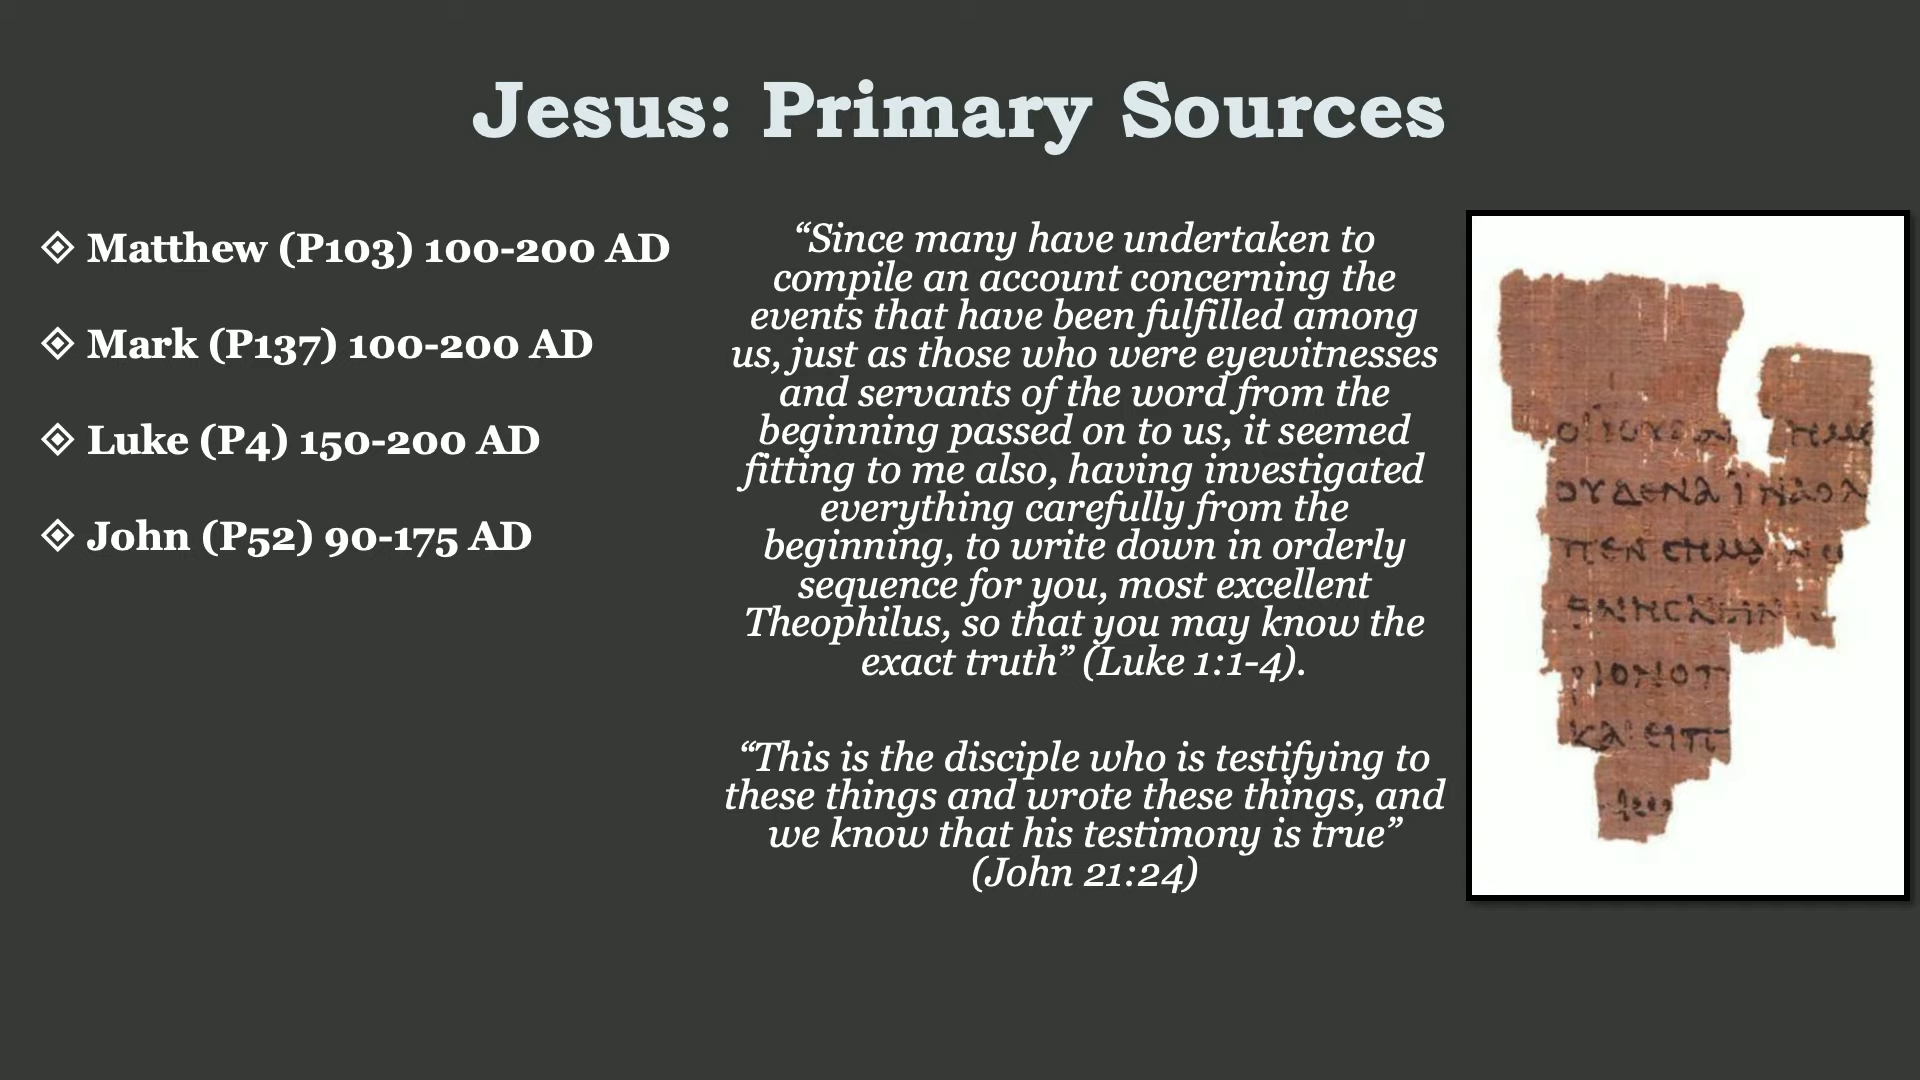 Jesus: Primary Sources
Matthew (P103) 100-200 AD
Mark (P137) 100-200 AD
Luke (P4) 150-200 AD
John (P52) 90-175 AD
“Since many have undertaken to
compile an account concerning the
events that have been fulfilled among
us, just as those who were eyewitnesses
and servants of the word from the
beginning passed on to us, it seemed
fitting to me also, having investigated
everything carefully from the
beginning, to write down in orderly
sequence for you, most excellent
Theophilus, so that you may know the
exact truth” (Luke 1:1-4).
“This is the disciple who is testifying to
these things and wrote these things, and
we know that his testimony is true”
(John 21:24)
ΟΥΔΕΝΑ ΙΝΑΟΛ
ΡΙΟΝΟΠ
ΚΑΙ ΕΙΠ